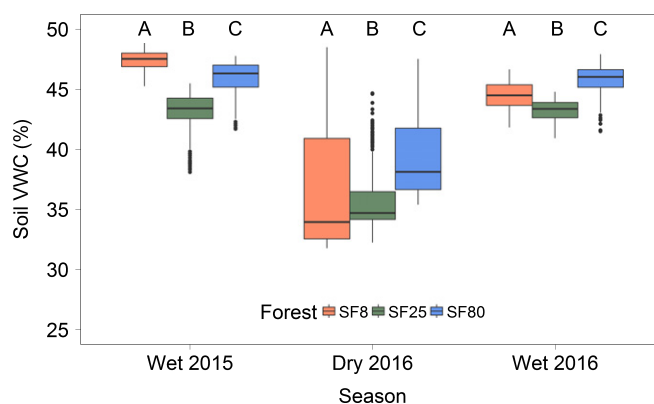 50
A B C A B C A B C
45
40
35
30
25
Soil VWC (%)
Forest SF8 SF25 SF80
Wet 2015 Dry 2016 Wet 2016
Season